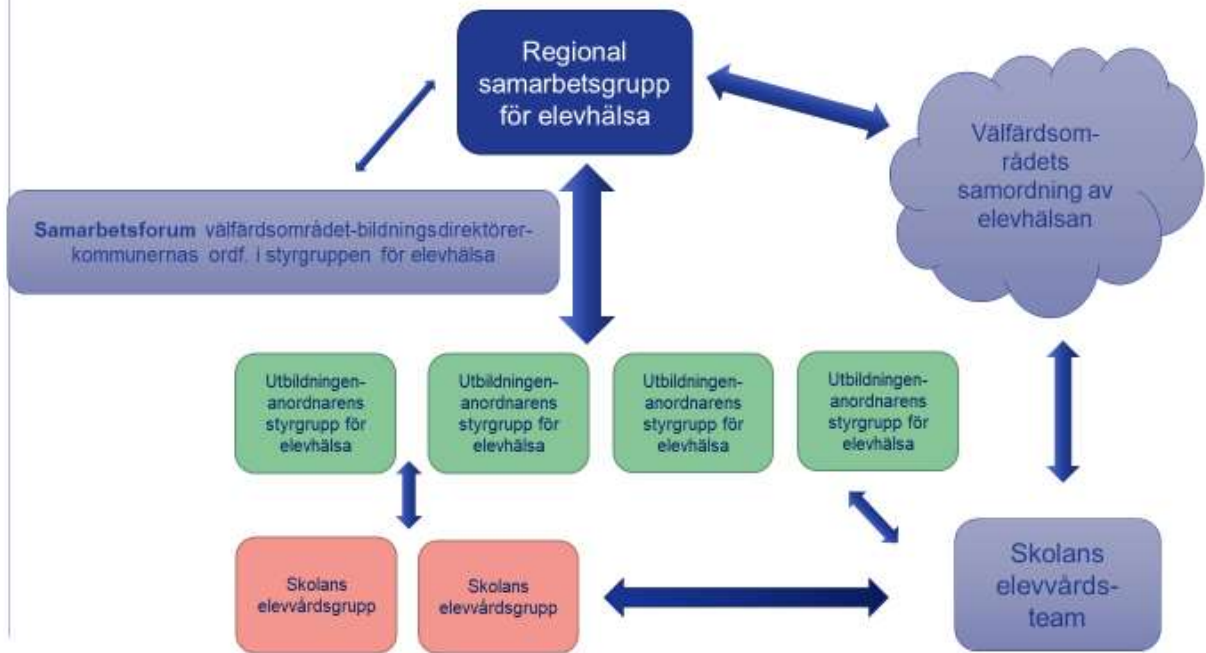 Regional
samarbetsgrupp
för elevhälsa
Välfärdsom-
rådets
samordning av
elevhälsan
Samarbetsforum välfärdsområdet-bildningsdirektörer-
kommunernas ordf. i styrgruppen för elevhälsa
Utbildningen-
anordnarens
styrgrupp för
elevhälsa
Utbildningen-
anordnarens
styrgrupp för
elevhälsa
Utbildningen-
anordnarens
styrgrupp för
elevhälsa
Utbildningen-
anordnarens
styrgrupp för
elevhälsa
Skolans
elevvårdsgrupp
Skolans
elevvårdsgrupp
Skolans
elevvårds-
team